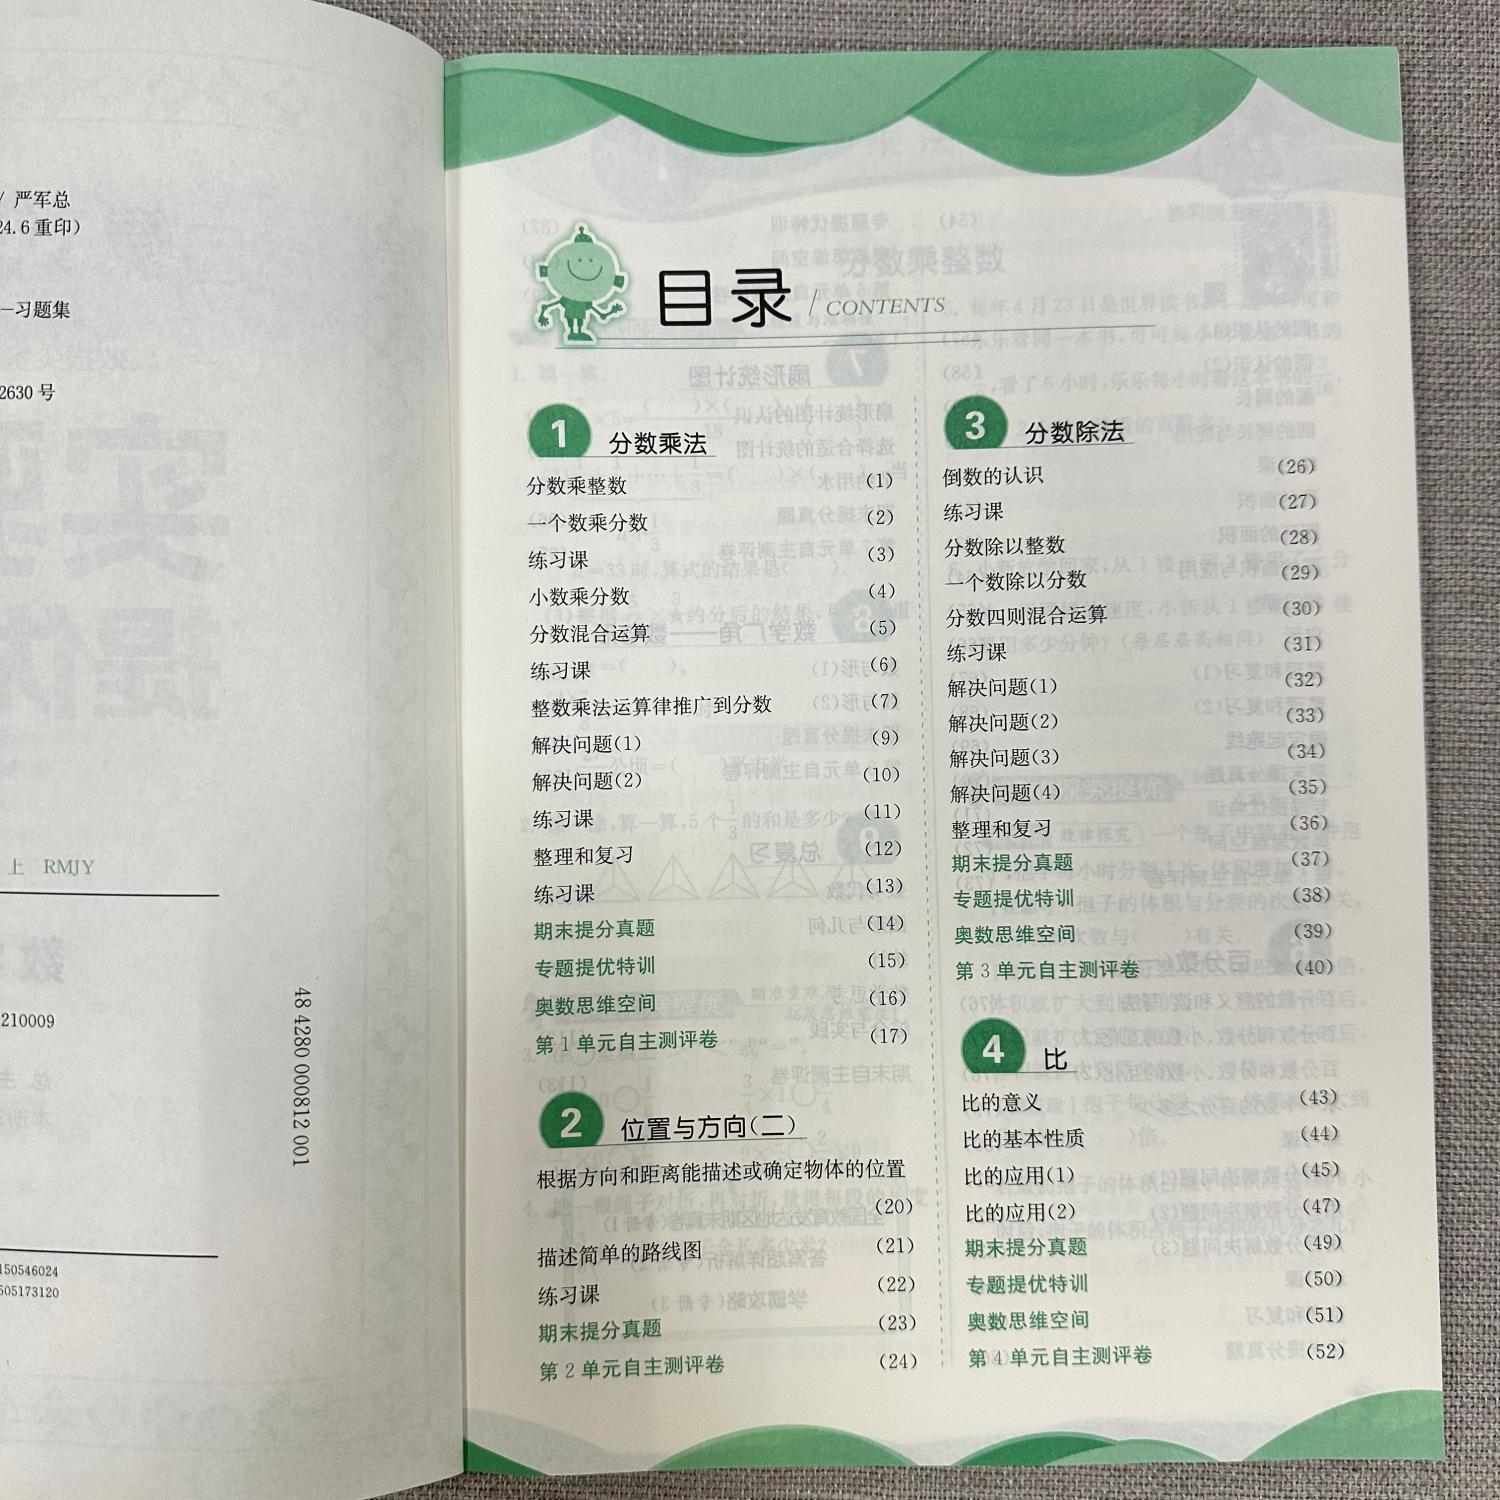 / 严军总
24.6 重印)
—习题集
2630 号
上 RMJY
210009
48 4280 000812 001
150546024
505173120
目录 / CONTENTS
1 分数乘法
分数乘整数 (1)
一个数乘分数 (2)
练习课 (3)
小数乘分数 (4)
分数混合运算 (5)
练习课 (6)
整数乘法运算律推广到分数 (7)
解决问题(1) (9)
解决问题(2) (10)
练习课 (11)
整理和复习 (12)
练习课 (13)
期末提分真题 (14)
专题提优特训 (15)
奥数思维空间 (16)
第 1 单元自主测评卷 (17)
2 位置与方向(二)
根据方向和距离能描述或确定物体的位置
(20)
描述简单的路线图 (21)
练习课 (22)
期末提分真题 (23)
第 2 单元自主测评卷 (24)
3 分数除法
倒数的认识 (26)
练习课 (27)
分数除以整数 (28)
一个数除以分数 (29)
分数四则混合运算 (30)
练习课 (31)
解决问题(1) (32)
解决问题(2) (33)
解决问题(3) (34)
解决问题(4) (35)
整理和复习 (36)
期末提分真题 (37)
专题提优特训 (38)
奥数思维空间 (39)
第 3 单元自主测评卷 (40)
4 比
比的意义 (43)
比的基本性质 (44)
比的应用(1) (45)
比的应用(2) (47)
期末提分真题 (49)
专题提优特训 (50)
奥数思维空间 (51)
第 4 单元自主测评卷 (52)